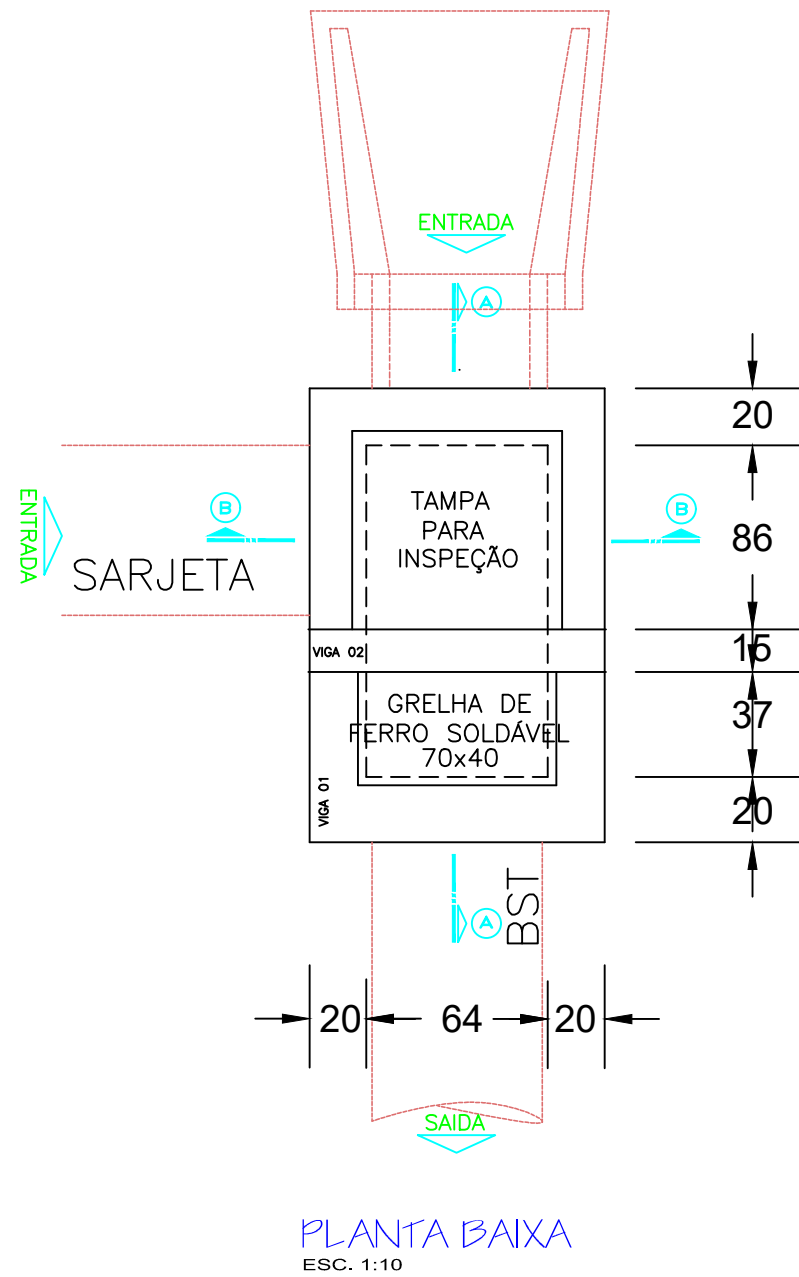 ENTRADA
A
20
ENTRADA
B
SARJETA
TAMPA
PARA
INSPEÇÃO
B
86
VIGA 02
15
GRELHA DE
FERRO SOLDÁVEL
70x40
37
VIGA 01
20
A
BST
20
64
20
SAIDA
PLANTA BAIXA
ESC. 1:10